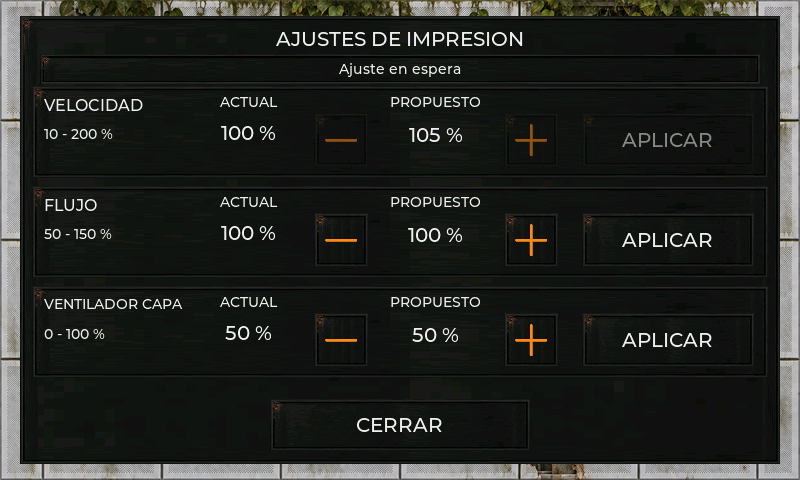 AJUSTES DE IMPRESION
Ajuste en espera
VELOCIDAD
ACTUAL
PROPUESTO
10 - 200 %
100 %
105 %
APLICAR
FLUJO
ACTUAL
PROPUESTO
50 - 150 %
100 %
100 %
APLICAR
VENTILADOR CAPA
ACTUAL
PROPUESTO
0 - 100 %
50 %
50 %
APLICAR
CERRAR